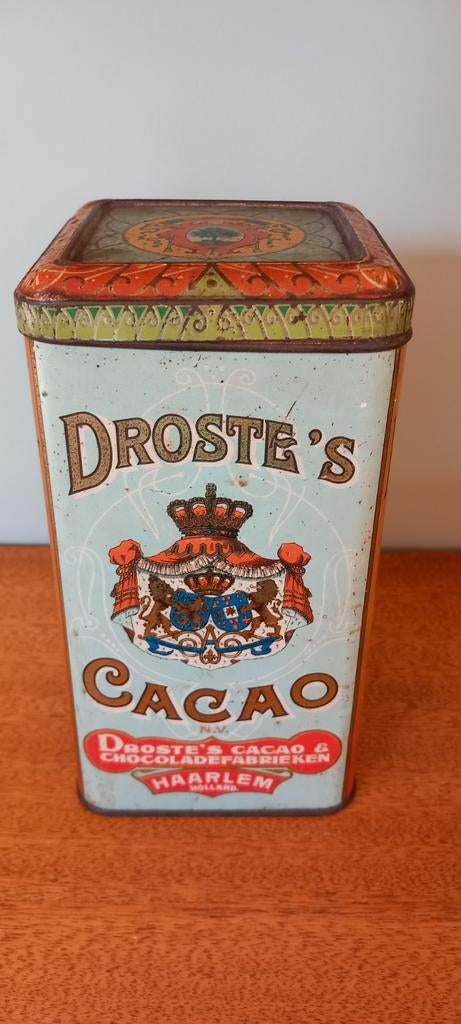 DROSTE'S
CACAO
N.V.
DROSTE'S CACAO &
CHOCOLADEFABRIEKEN
HAARLEM
HOLLAND.